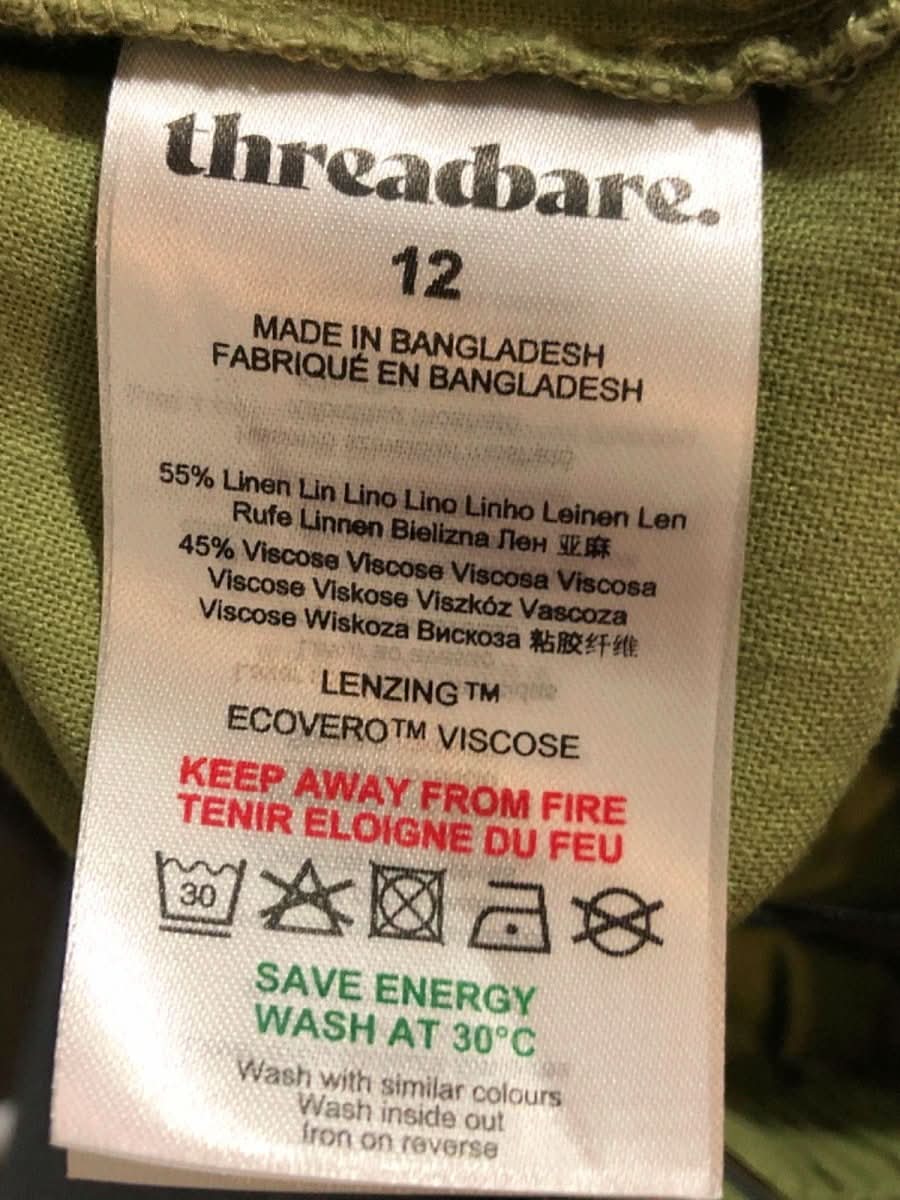 threadbare.
12
MADE IN BANGLADESH
FABRIQUÉ EN BANGLADESH
55% Linen Lin Lino Lino Linho Leinen Len
Rufe Linnen Bielizna Лен 亚麻
45% Viscose Viscose Viscosa Viscosa
Viscose Viskose Viszkóz Vascoza
Viscose Wiskoza Вискоза 粘胶纤维
LENZING™
ECOVERO™ VISCOSE
KEEP AWAY FROM FIRE
TENIR ELOIGNE DU FEU
30
SAVE ENERGY
WASH AT 30°C
Wash with similar colours
Wash inside out
Iron on reverse